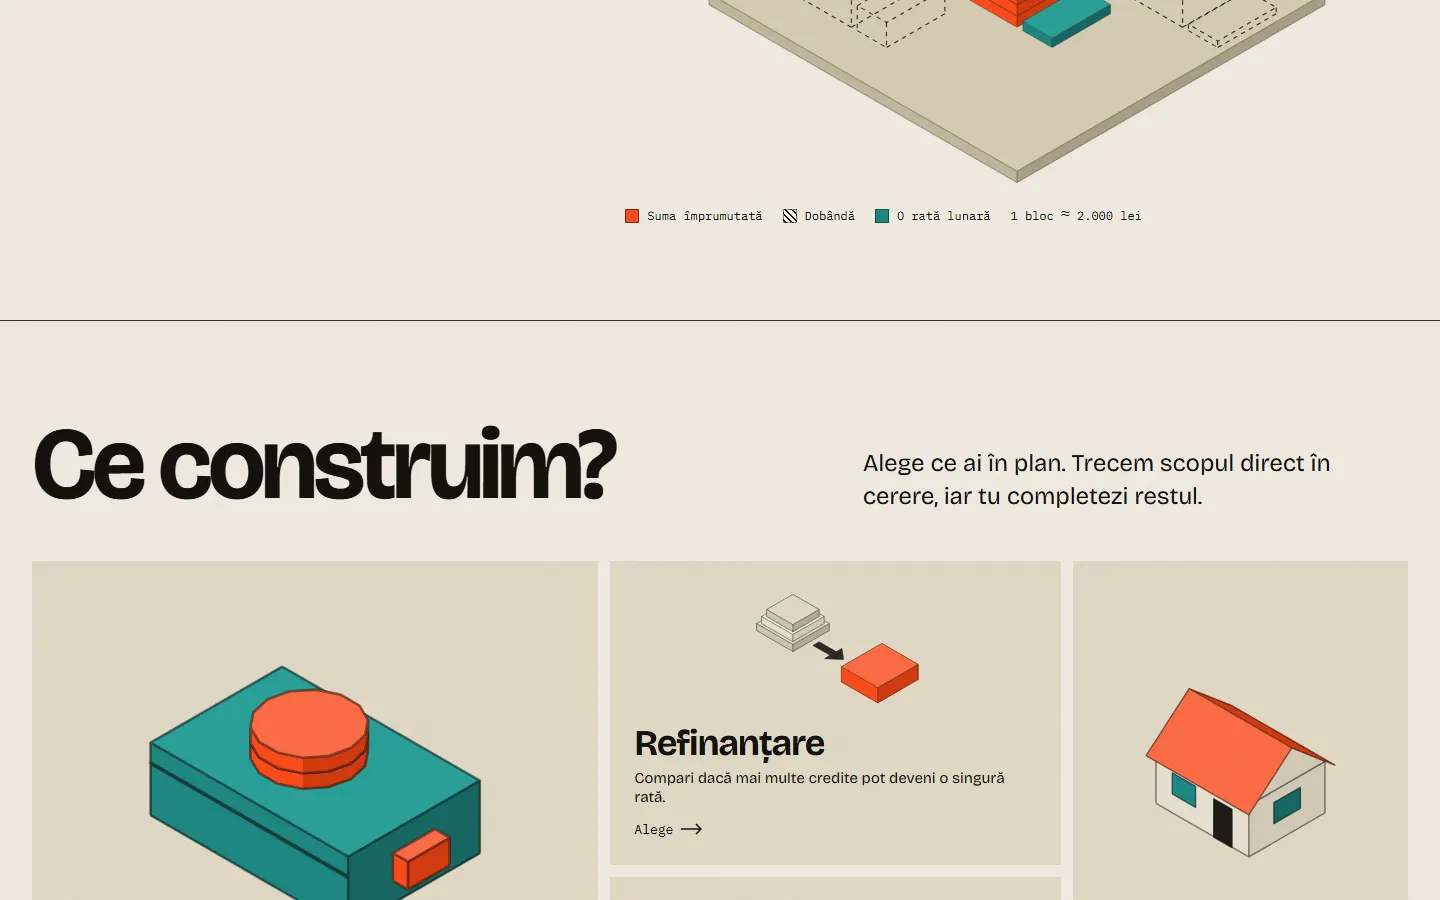 Suma împrumutată
Dobândă
O rată lunară
1 bloc ≈ 2.000 lei
Ce construim?
Alege ce ai în plan. Trecem scopul direct în
cerere, iar tu completezi restul.
Refinanțare
Compari dacă mai multe credite pot deveni o singură
rată.
Alege →